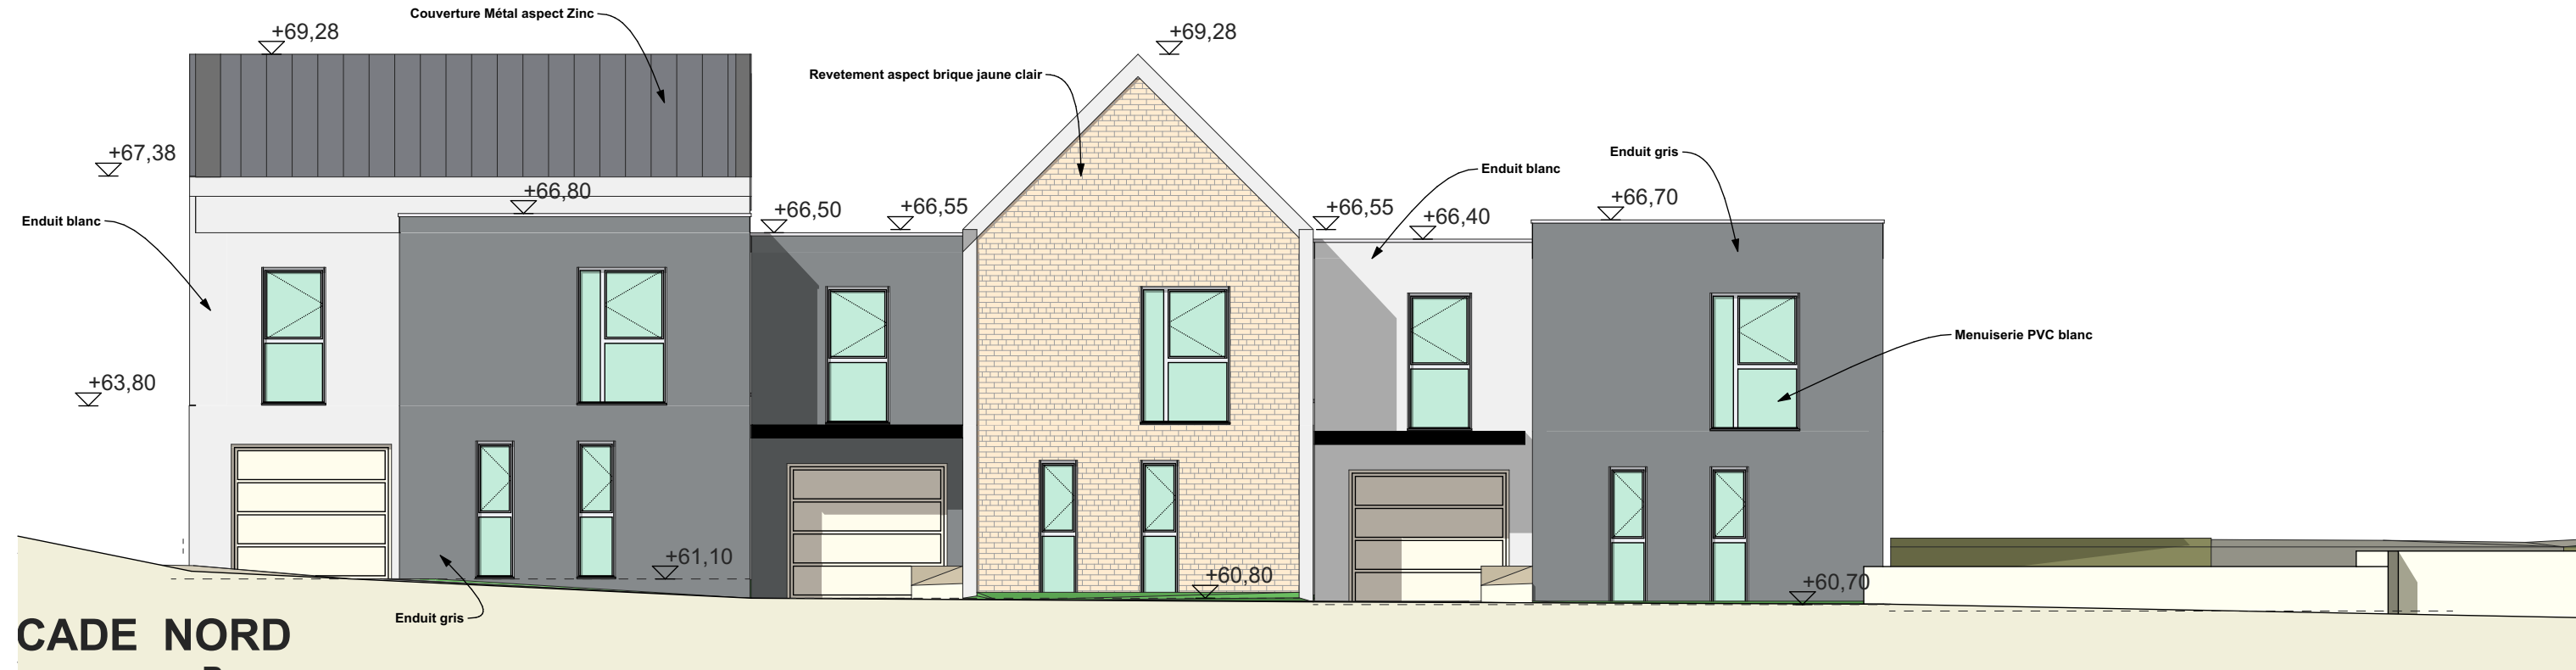 Couverture Métal aspect Zinc
+69,28
+69,28
Revetement aspect brique jaune clair
+67,38
Enduit gris
Enduit blanc
+66,80
+66,50
+66,55
+66,55
+66,40
+66,70
Enduit blanc
Menuiserie PVC blanc
+63,80
+61,10
+60,80
+60,70
Enduit gris
CADE NORD